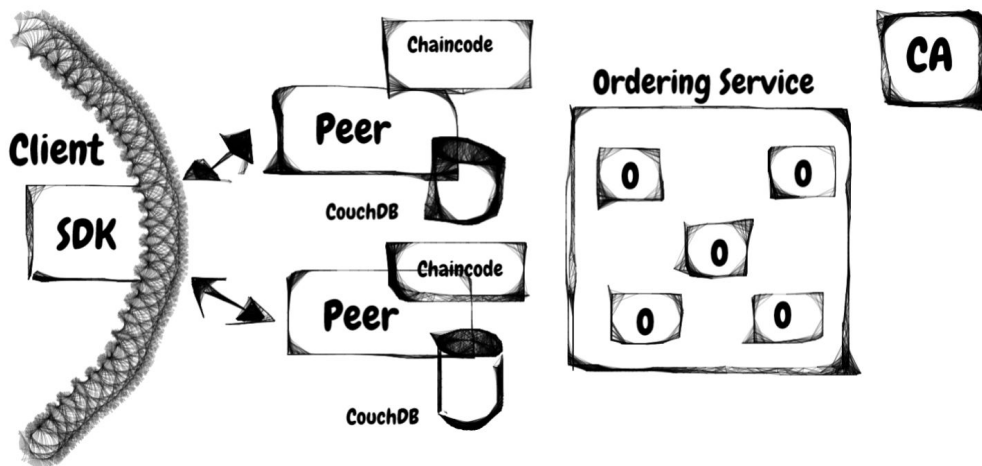 Client
SDK
Chaincode
Peer
CouchDB
Chaincode
Peer
CouchDB
Ordering Service
O
O
O
O
O
CA